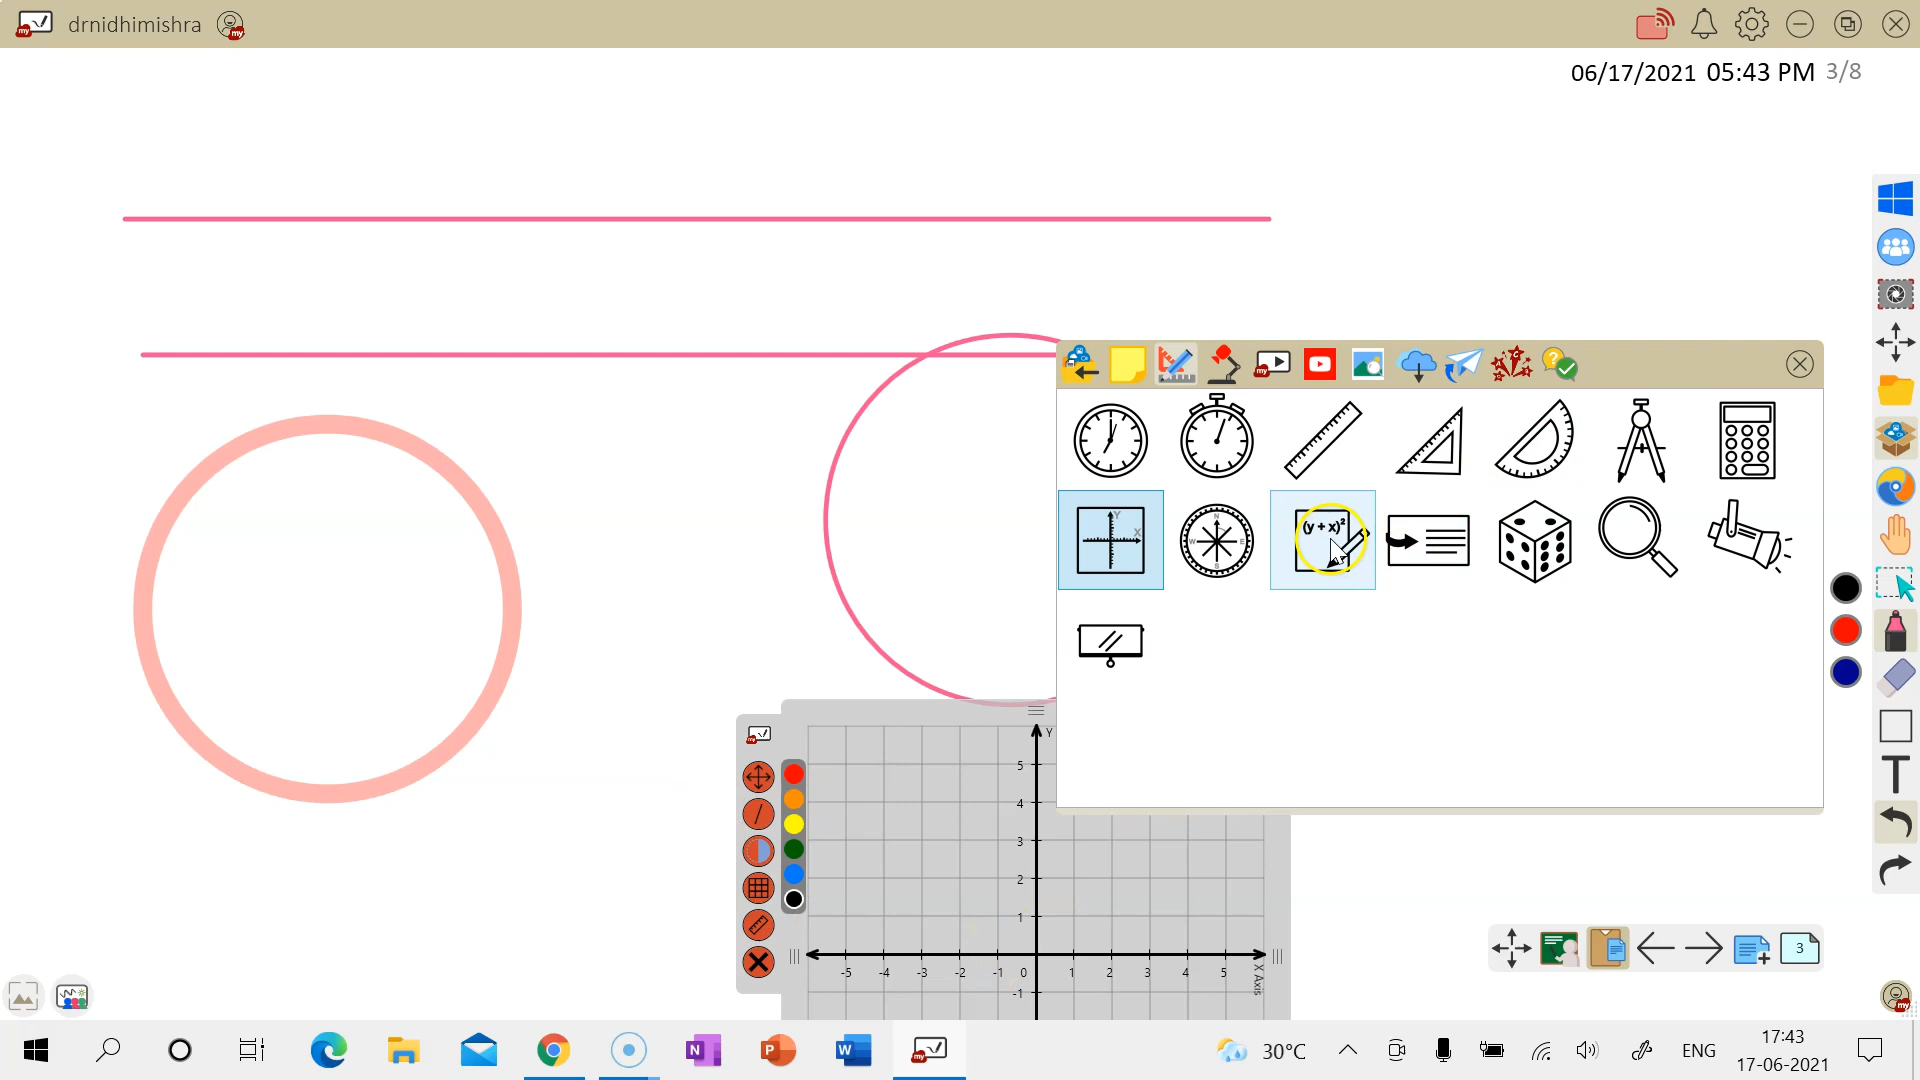 drnidhimishra
06/17/2021 05:43 PM 3/8
(y + x)²
Y
X
N
W E
S
Y
5
4
3
2
1
-5 -4 -3 -2 -1 0 1 2 3 4 5
X Axis
-1
3
30°C
ENG
17:43
17-06-2021